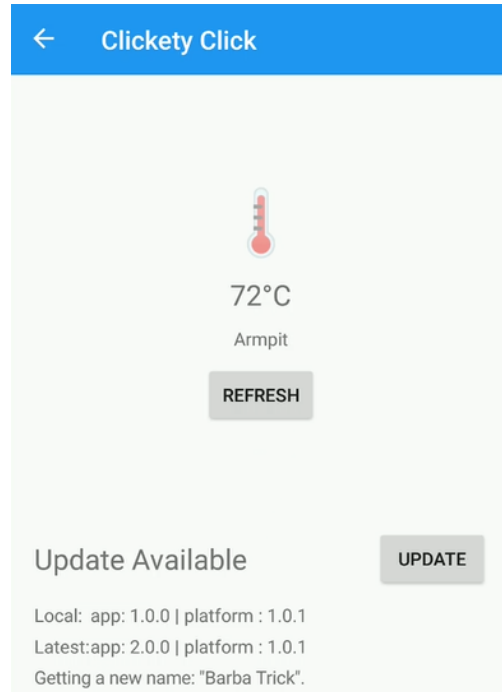 Clickety Click
72°C
Armpit
REFRESH
Update Available
UPDATE
Local: app: 1.0.0 | platform : 1.0.1
Latest:app: 2.0.0 | platform : 1.0.1
Getting a new name: "Barba Trick".